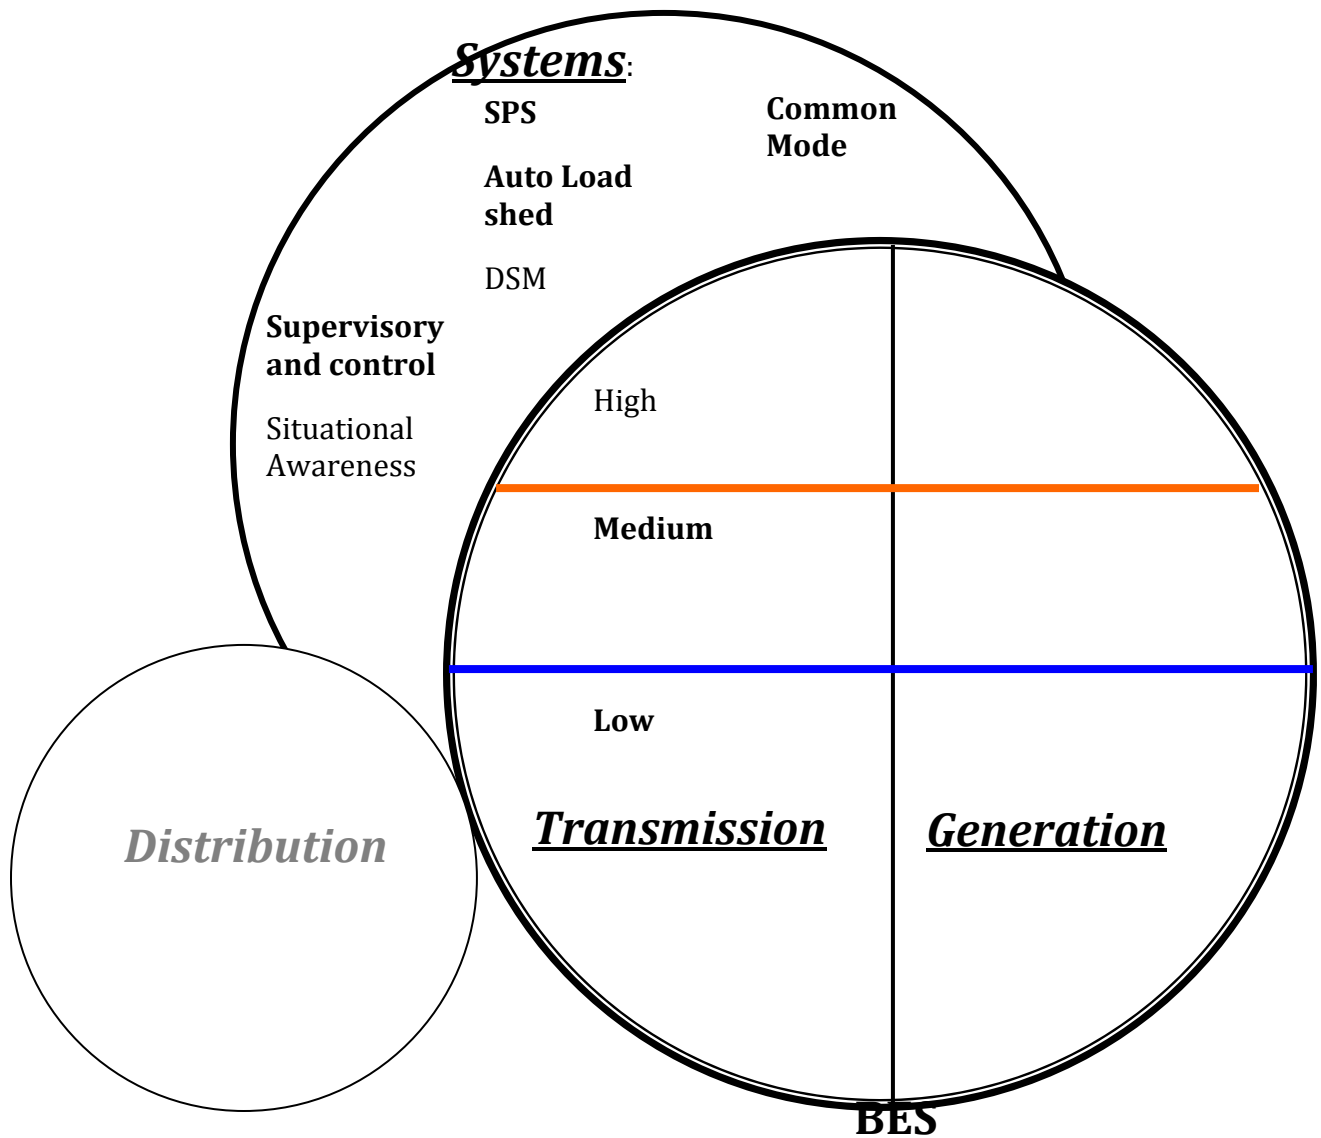 Systems:
SPS
Common
Mode
Auto Load
shed
DSM
Supervisory
and control
Situational
Awareness
High
Medium
Low
Transmission
Generation
Distribution
BES